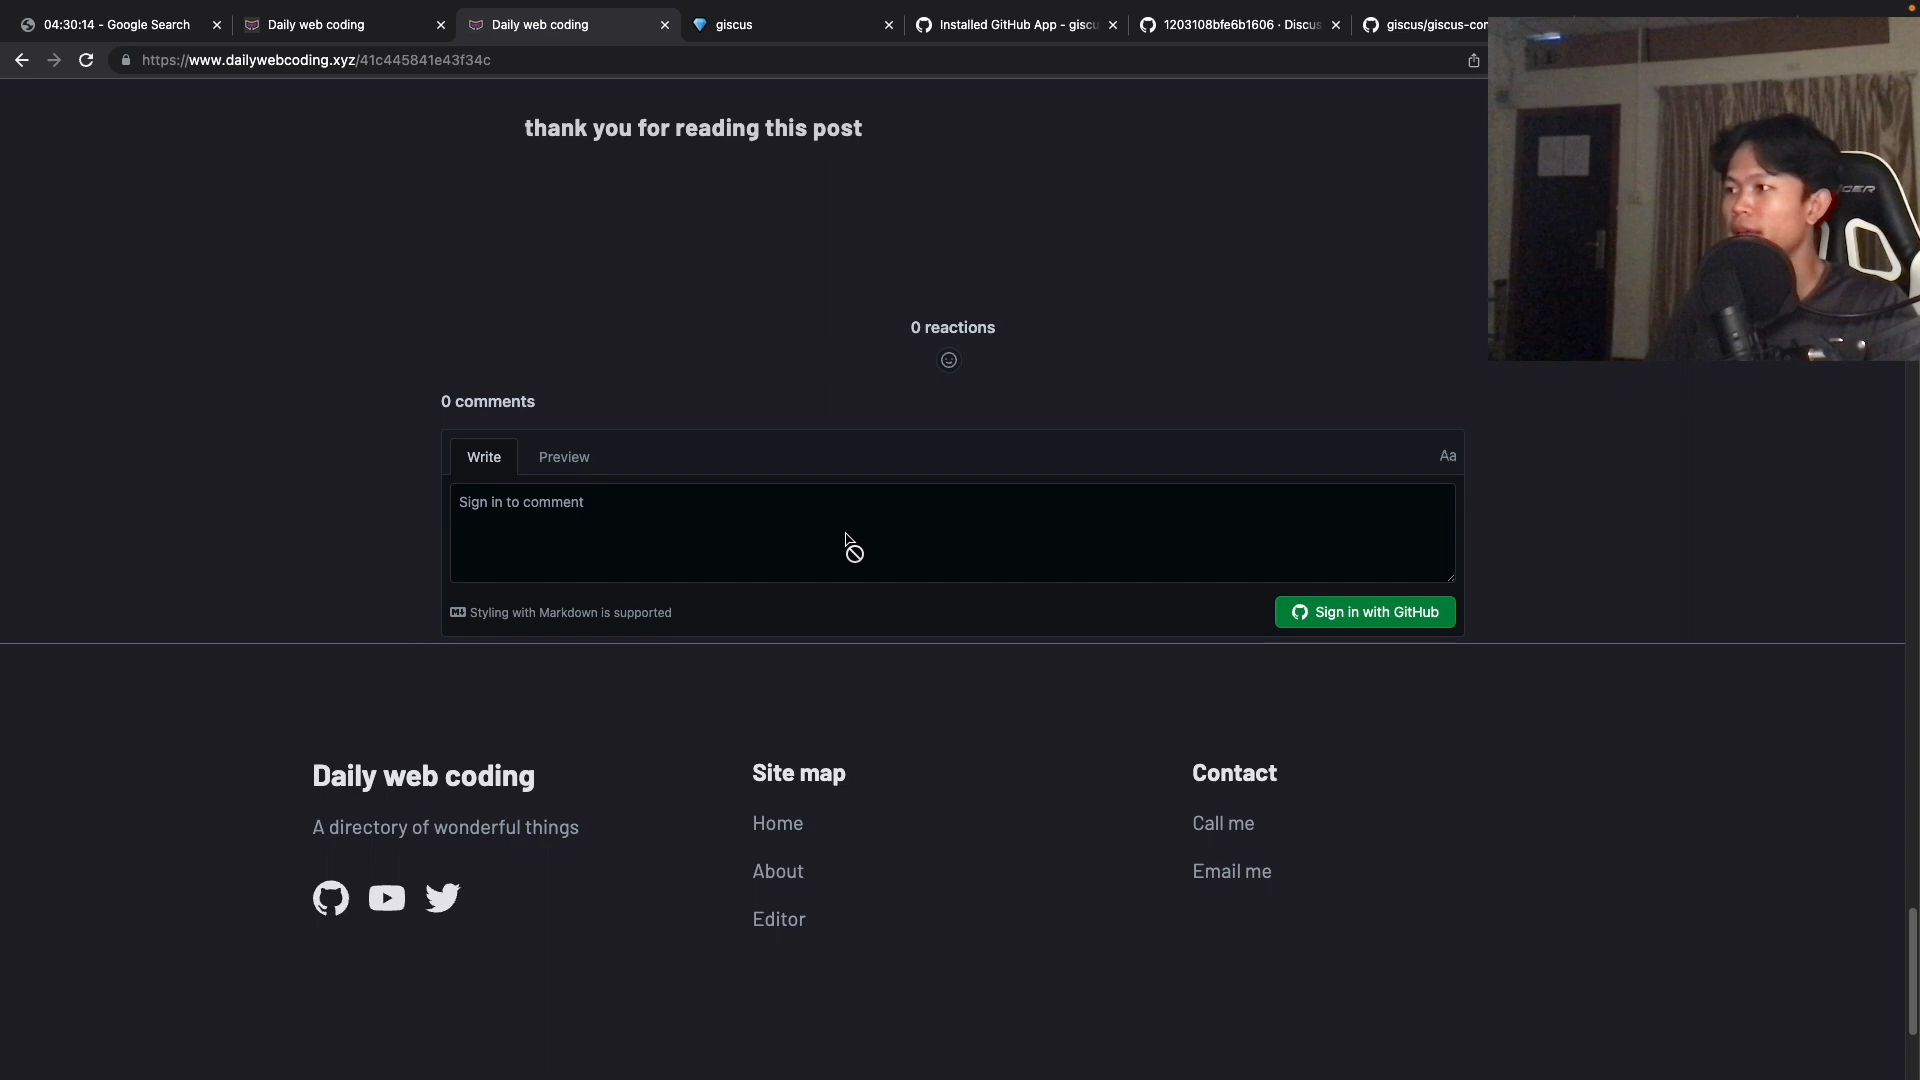 04:30:14 - Google Search
Daily web coding
Daily web coding
giscus
Installed GitHub App - giscu
1203108bfe6b1606 · Discus
giscus/giscus-con
https://www.dailywebcoding.xyz/41c445841e43f34c
thank you for reading this post
0 reactions
0 comments
Write
Preview
Aa
Sign in to comment
Styling with Markdown is supported
Sign in with GitHub
Daily web coding
A directory of wonderful things
Site map
Home
About
Editor
Contact
Call me
Email me